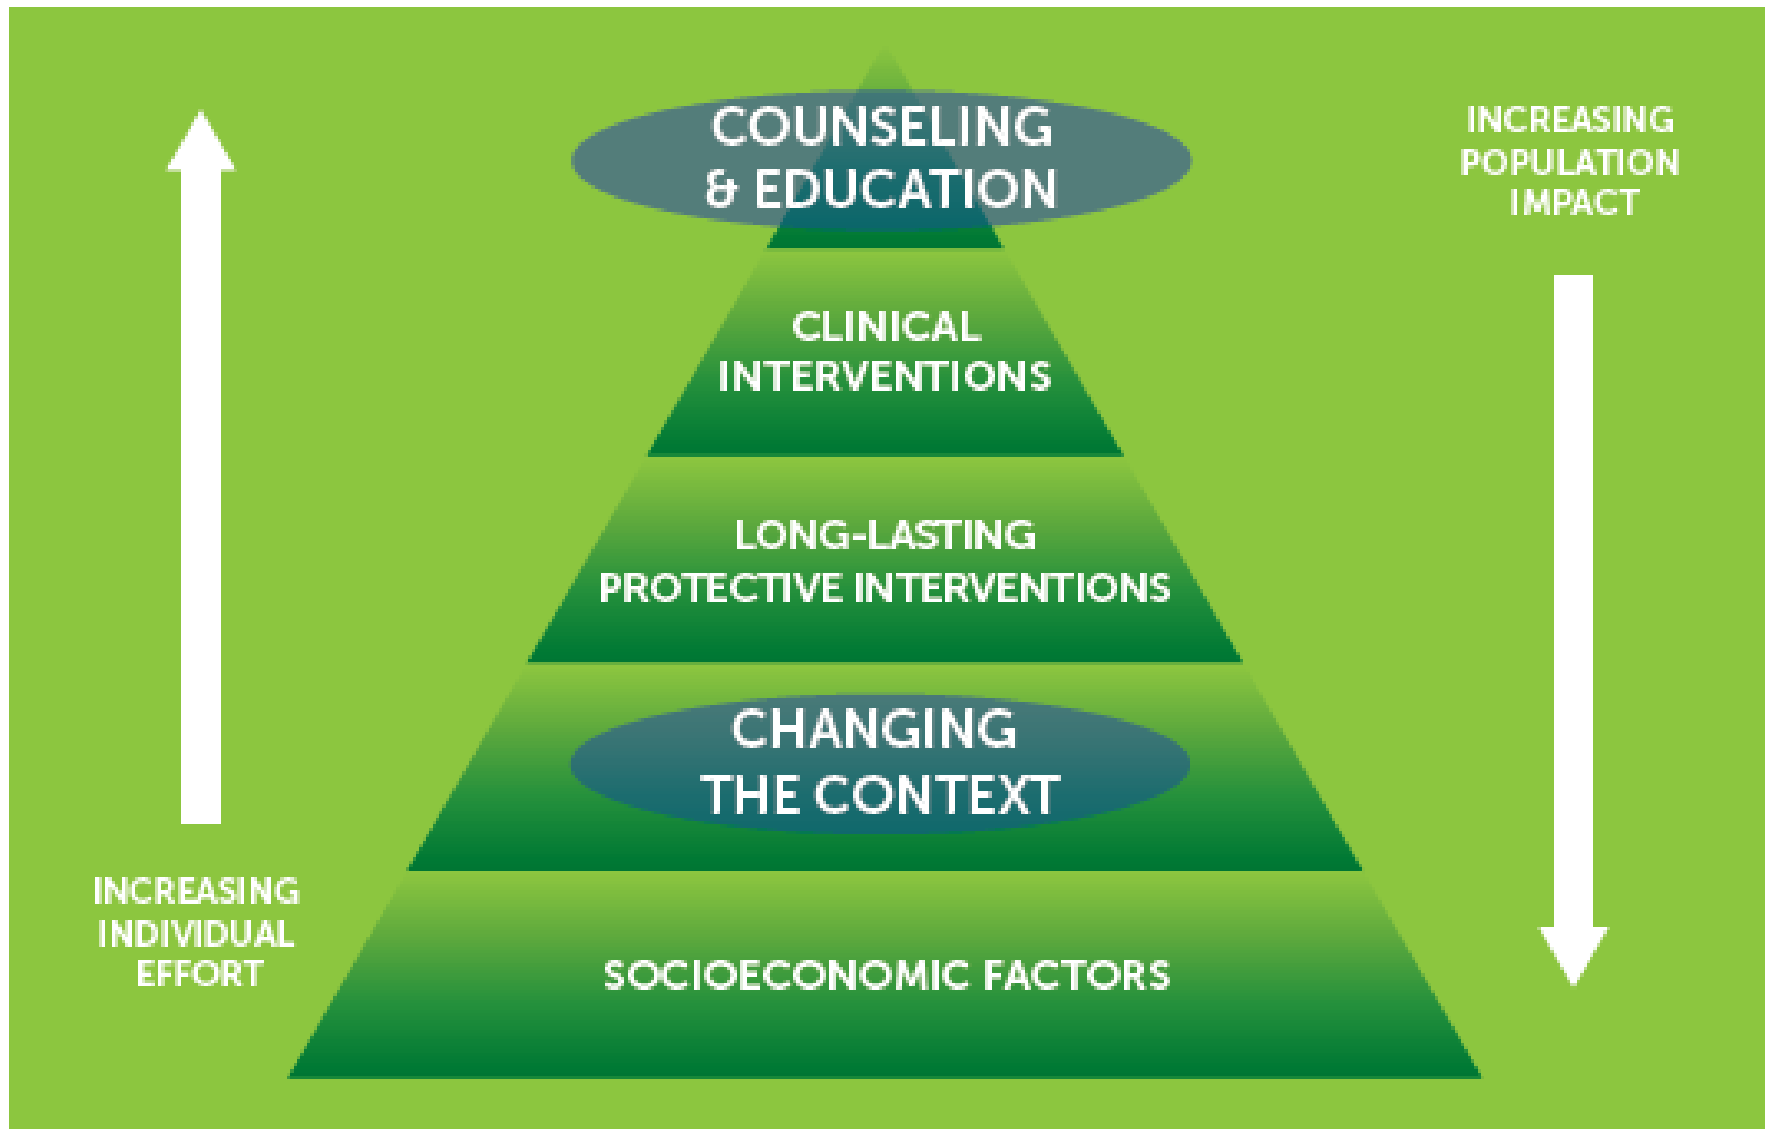 COUNSELING
& EDUCATION
INCREASING
POPULATION
IMPACT
CLINICAL
INTERVENTIONS
LONG-LASTING
PROTECTIVE INTERVENTIONS
CHANGING
THE CONTEXT
INCREASING
INDIVIDUAL
EFFORT
SOCIOECONOMIC FACTORS